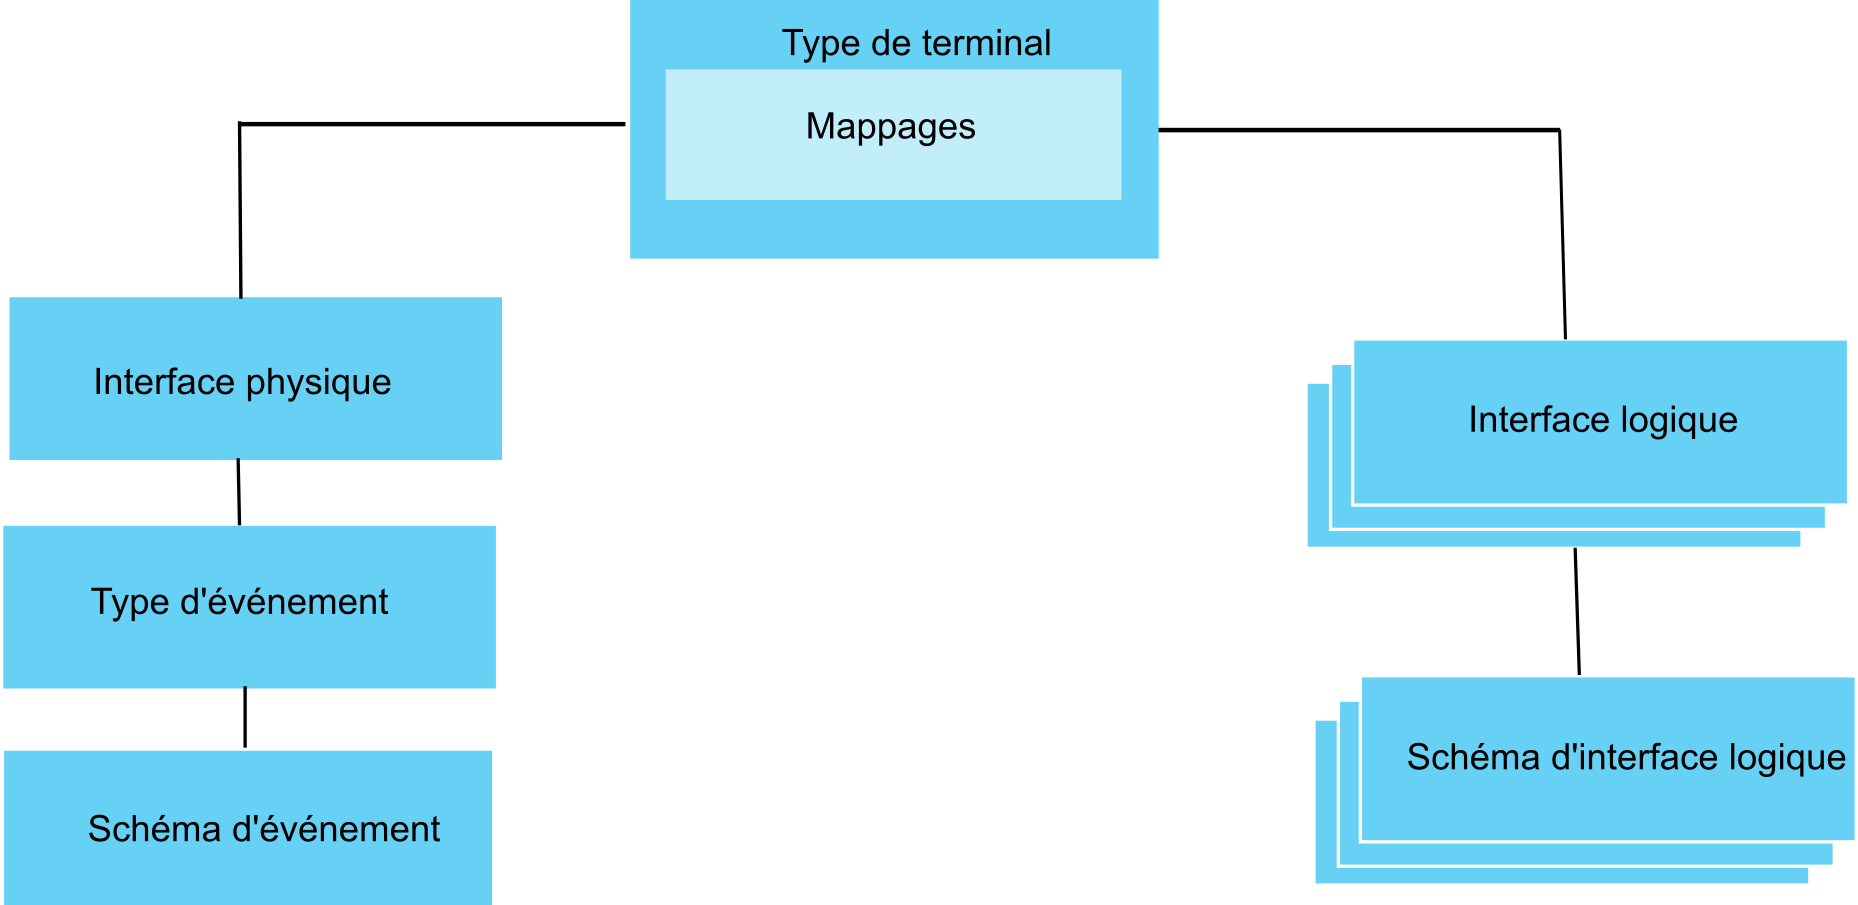 Type de terminal
Mappages
Interface physique
Interface logique
Type d'événement
Schéma d'interface logique
Schéma d'événement